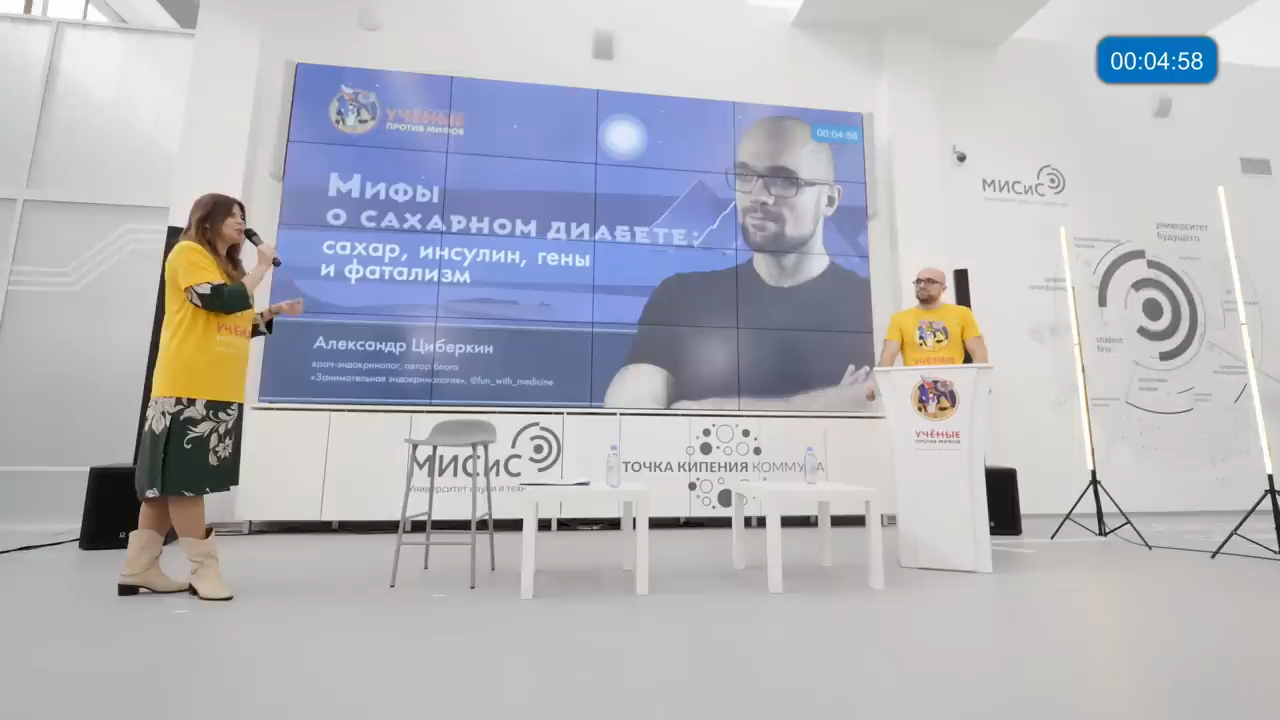 00:04:58
УЧЁНЫЕ
ПРОТИВ МИФОВ
00:04:58
Мифы
о сахарном диабете:
сахар, инсулин, гены
и фатализм
Александр Циберкин
врач-эндокринолог, автор блога
«Занимательная эндокринология», @fun_with_medicine
МИСиС
университет
будущего
student
first
УЧЁНЫЕ
УЧЁНЫЕ
ПРОТИВ МИФОВ
МИСиС
Университет науки и техн
ТОЧКА КИПЕНИЯ КОММУНА